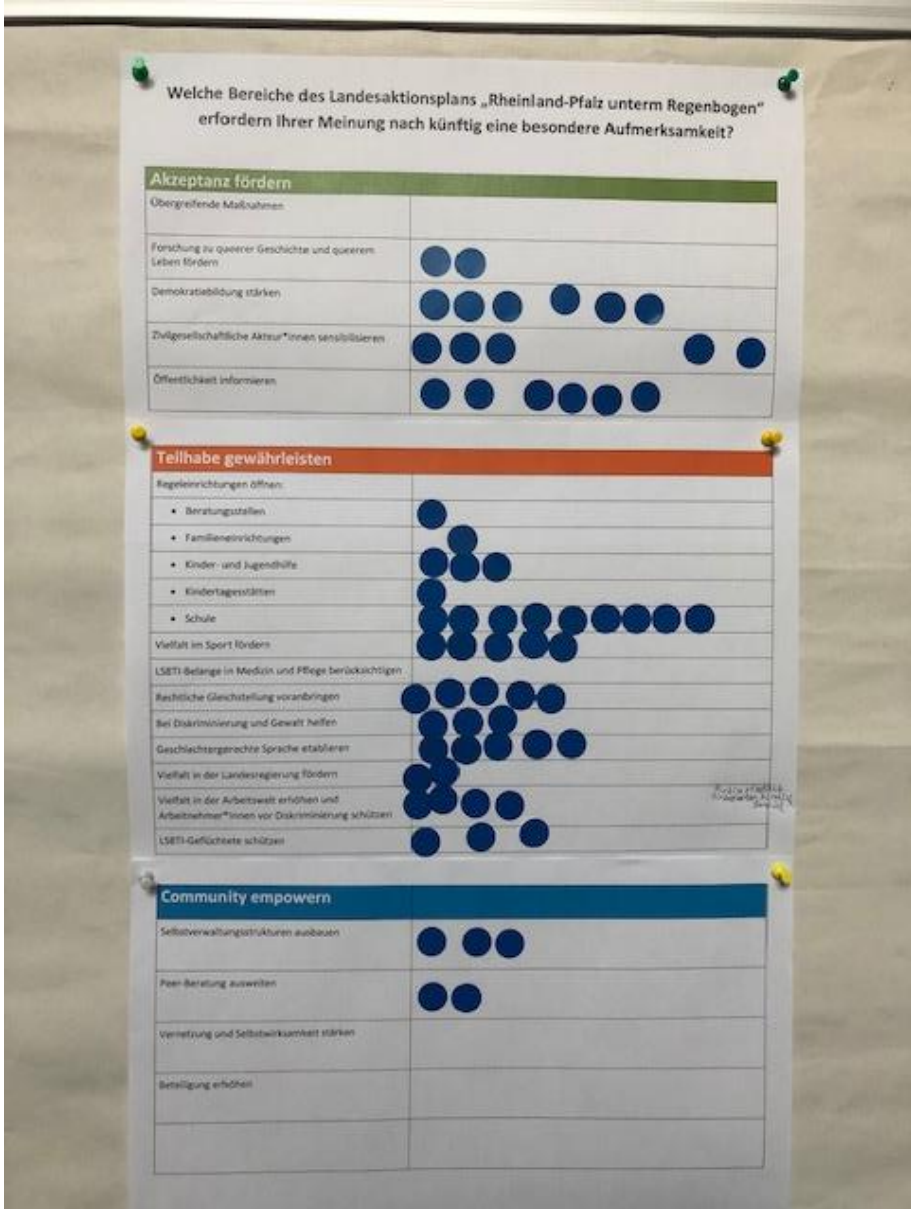 Welche Bereiche des Landesaktionsplans „Rheinland-Pfalz unterm Regenbogen“
erfordern Ihrer Meinung nach künftig eine besondere Aufmerksamkeit?
Akzeptanz fördern
Übergreifende Maßnahmen
Forschung zu queerer Geschichte und queerem
Leben fördern
Demokratiebildung stärken
Zivilgesellschaftliche Akteur*innen sensibilisieren
Öffentlichkeit informieren
Teilhabe gewährleisten
Regeleinrichtungen öffnen:
• Beratungsstellen
• Familieneinrichtungen
• Kinder- und Jugendhilfe
• Kindertagesstätten
• Schule
Vielfalt im Sport fördern
LSBTI-Belange in Medizin und Pflege berücksichtigen
Rechtliche Gleichstellung voranbringen
Bei Diskriminierung und Gewalt helfen
Geschlechtergerechte Sprache etablieren
Vielfalt in der Landesregierung fördern
Vielfalt in der Arbeitswelt erhöhen und
Arbeitnehmer*innen vor Diskriminierung schützen
LSBTI-Geflüchtete schützen
Community empowern
Selbstverwaltungsstrukturen ausbauen
Peer-Beratung ausweiten
Vernetzung und Selbstwirksamkeit stärken
Beteiligung erhöhen